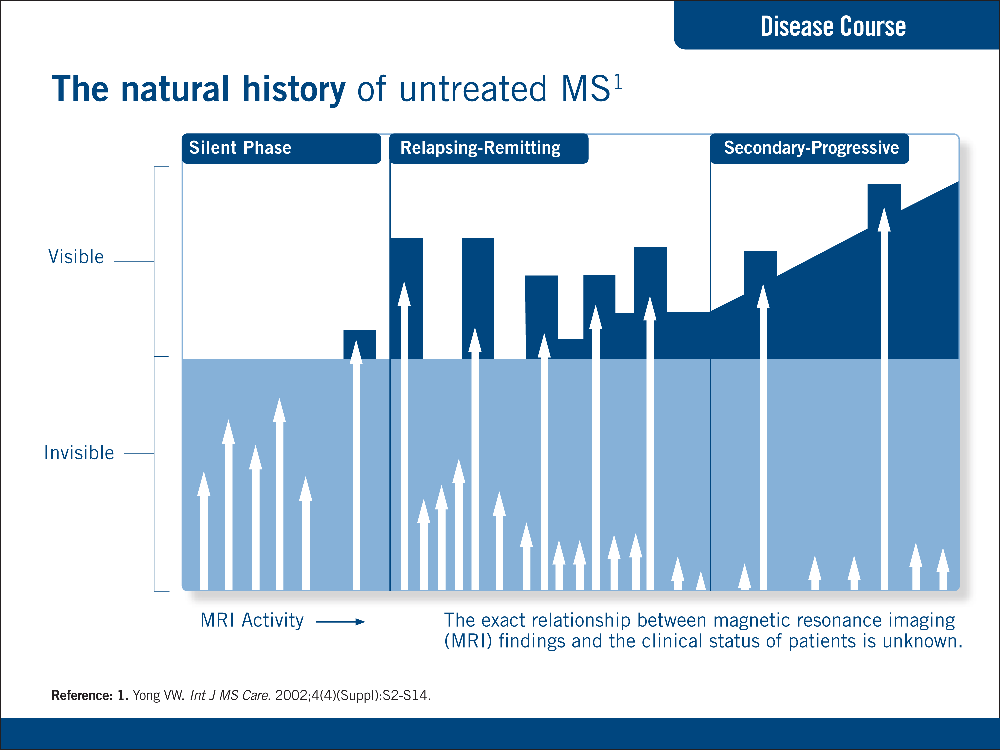 Disease Course
The natural history of untreated MS1
Silent Phase
Relapsing-Remitting
Secondary-Progressive
Visible
Invisible
MRI Activity
The exact relationship between magnetic resonance imaging
(MRI) findings and the clinical status of patients is unknown.
Reference: 1. Yong VW. Int J MS Care. 2002;4(4)(Suppl):S2-S14.